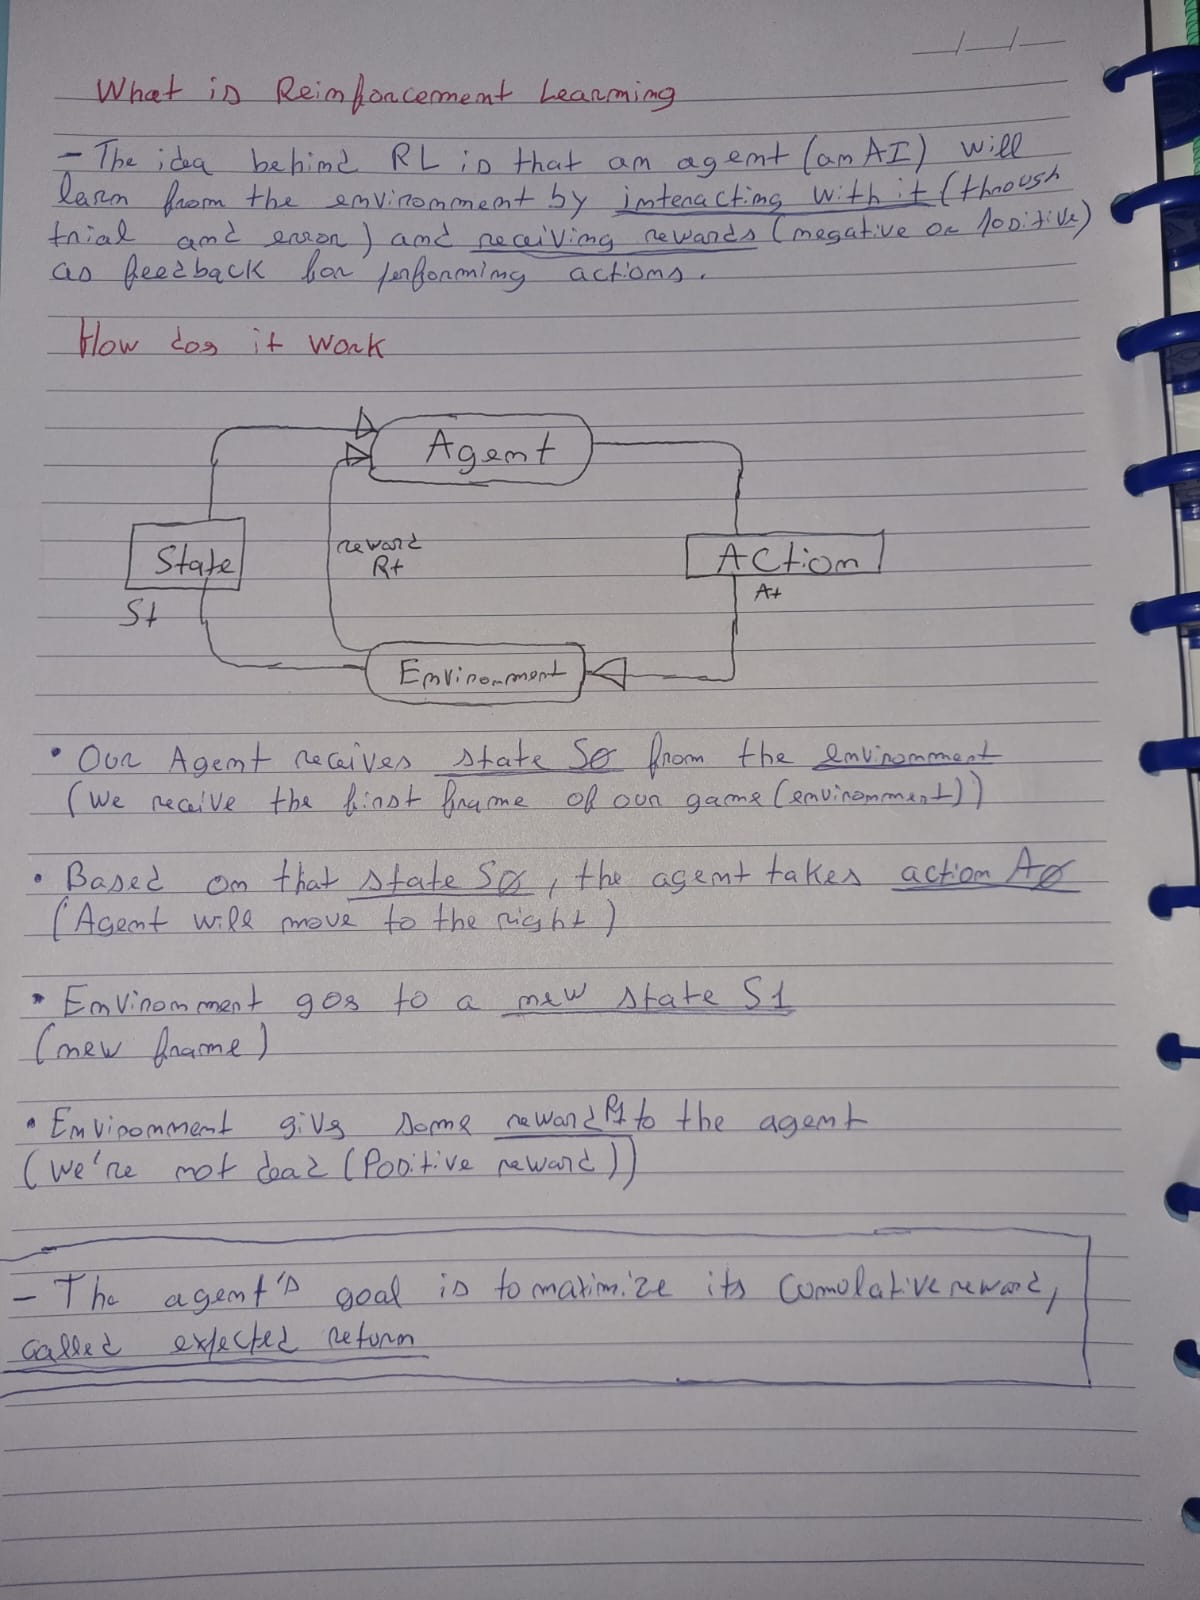 What is Reinforcement Learning
- The idea behind RL is that an agent (an AI) will
larn from the environment by interacting with it (through
trial and error) and receiving rewards (negative or positive)
as feedback for performing actions.
How dos it work
Agent
State
St
reward
Rt
Action
At
Environment
• Our Agent receives state S0 from the environment
(we receive the first frame of our game (environment))
• Based on that state S0, the agent takes action A0
(Agent will move to the right)
• Environment gos to a new state S1
(new frame)
• Environment givs some reward R1 to the agent
(we're not dead (Positive reward))
- The agent's goal is to maximize its Comulative reward,
called expected return